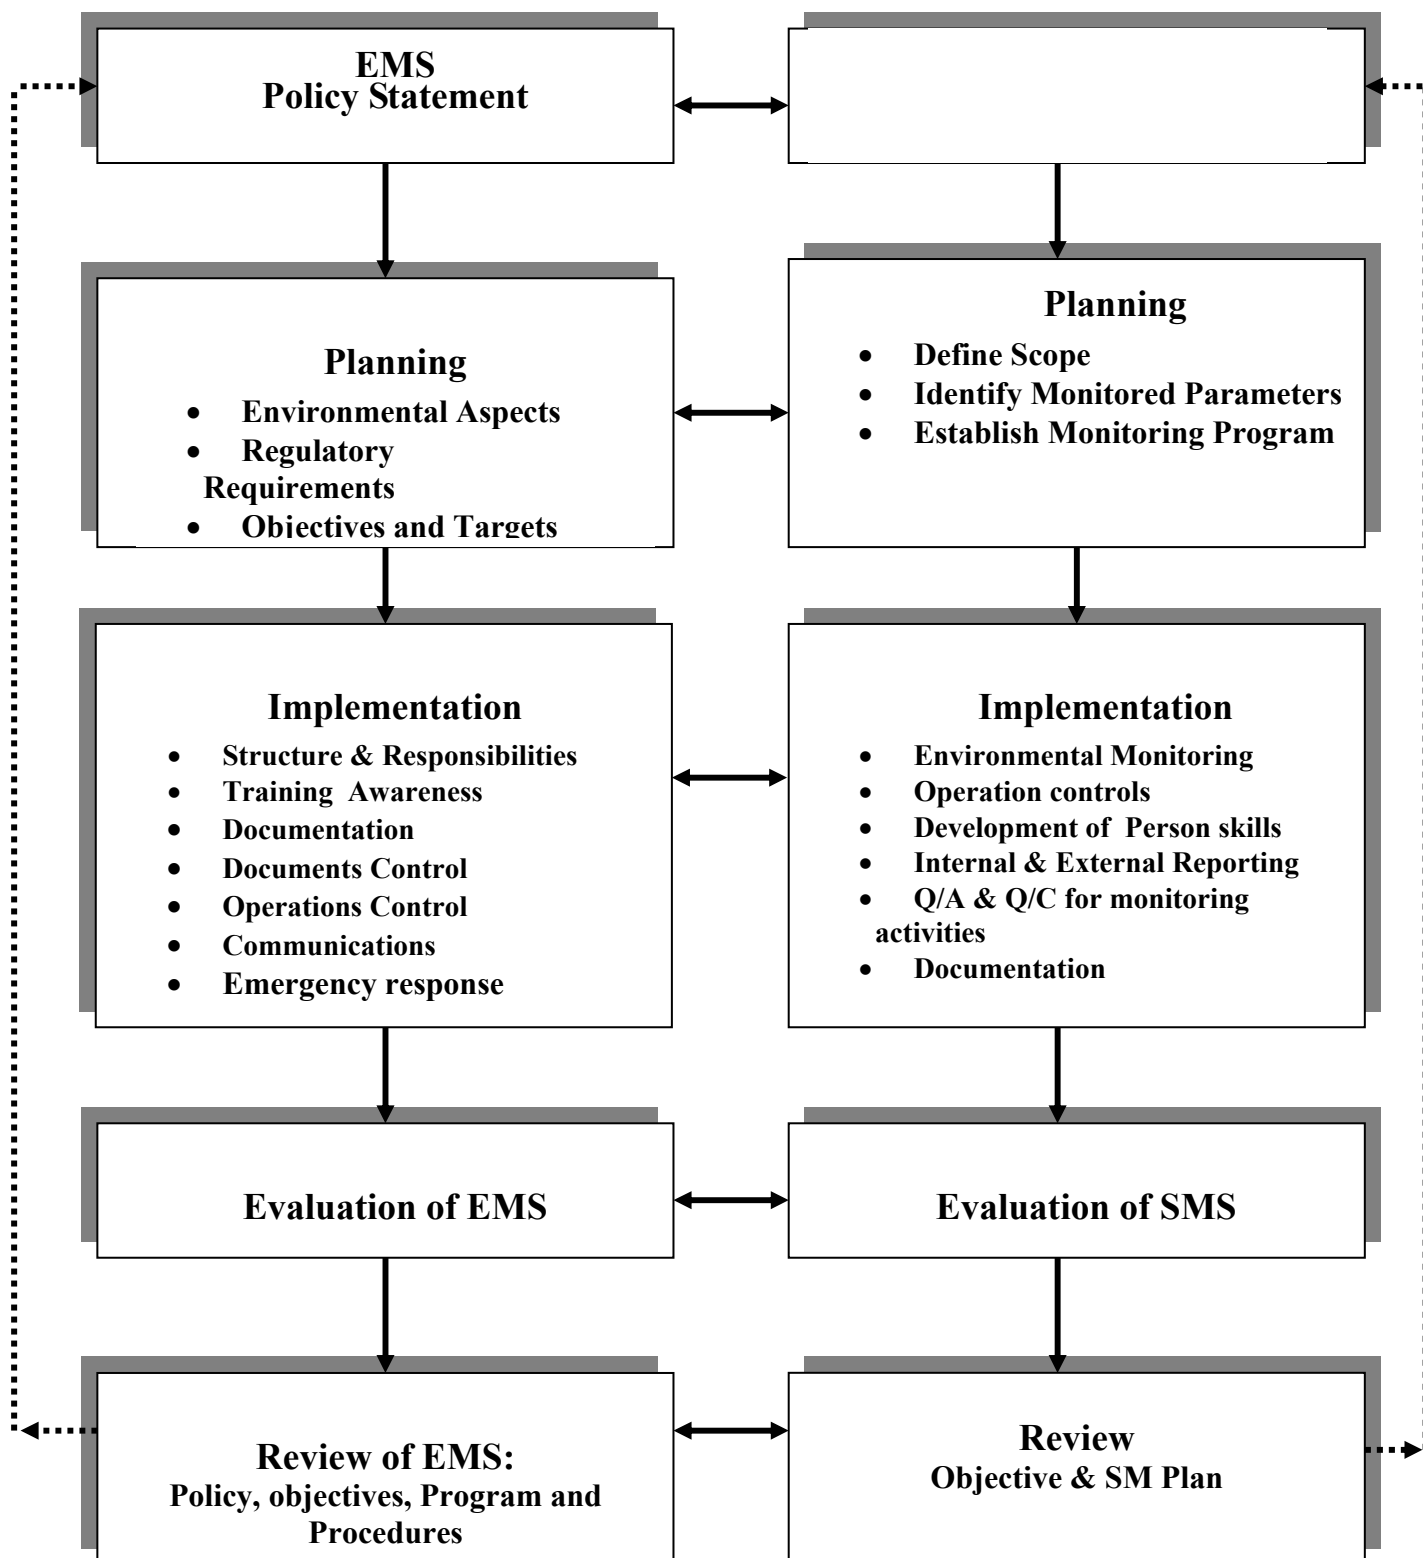 EMS
Policy Statement
Planning
• Environmental Aspects
• Regulatory
Requirements
• Objectives and Targets
Planning
• Define Scope
• Identify Monitored Parameters
• Establish Monitoring Program
Implementation
• Structure & Responsibilities
• Training Awareness
• Documentation
• Documents Control
• Operations Control
• Communications
• Emergency response
Implementation
• Environmental Monitoring
• Operation controls
• Development of Person skills
• Internal & External Reporting
• Q/A & Q/C for monitoring
activities
• Documentation
Evaluation of EMS
Evaluation of SMS
Review of EMS:
Policy, objectives, Program and
Procedures
Review
Objective & SM Plan